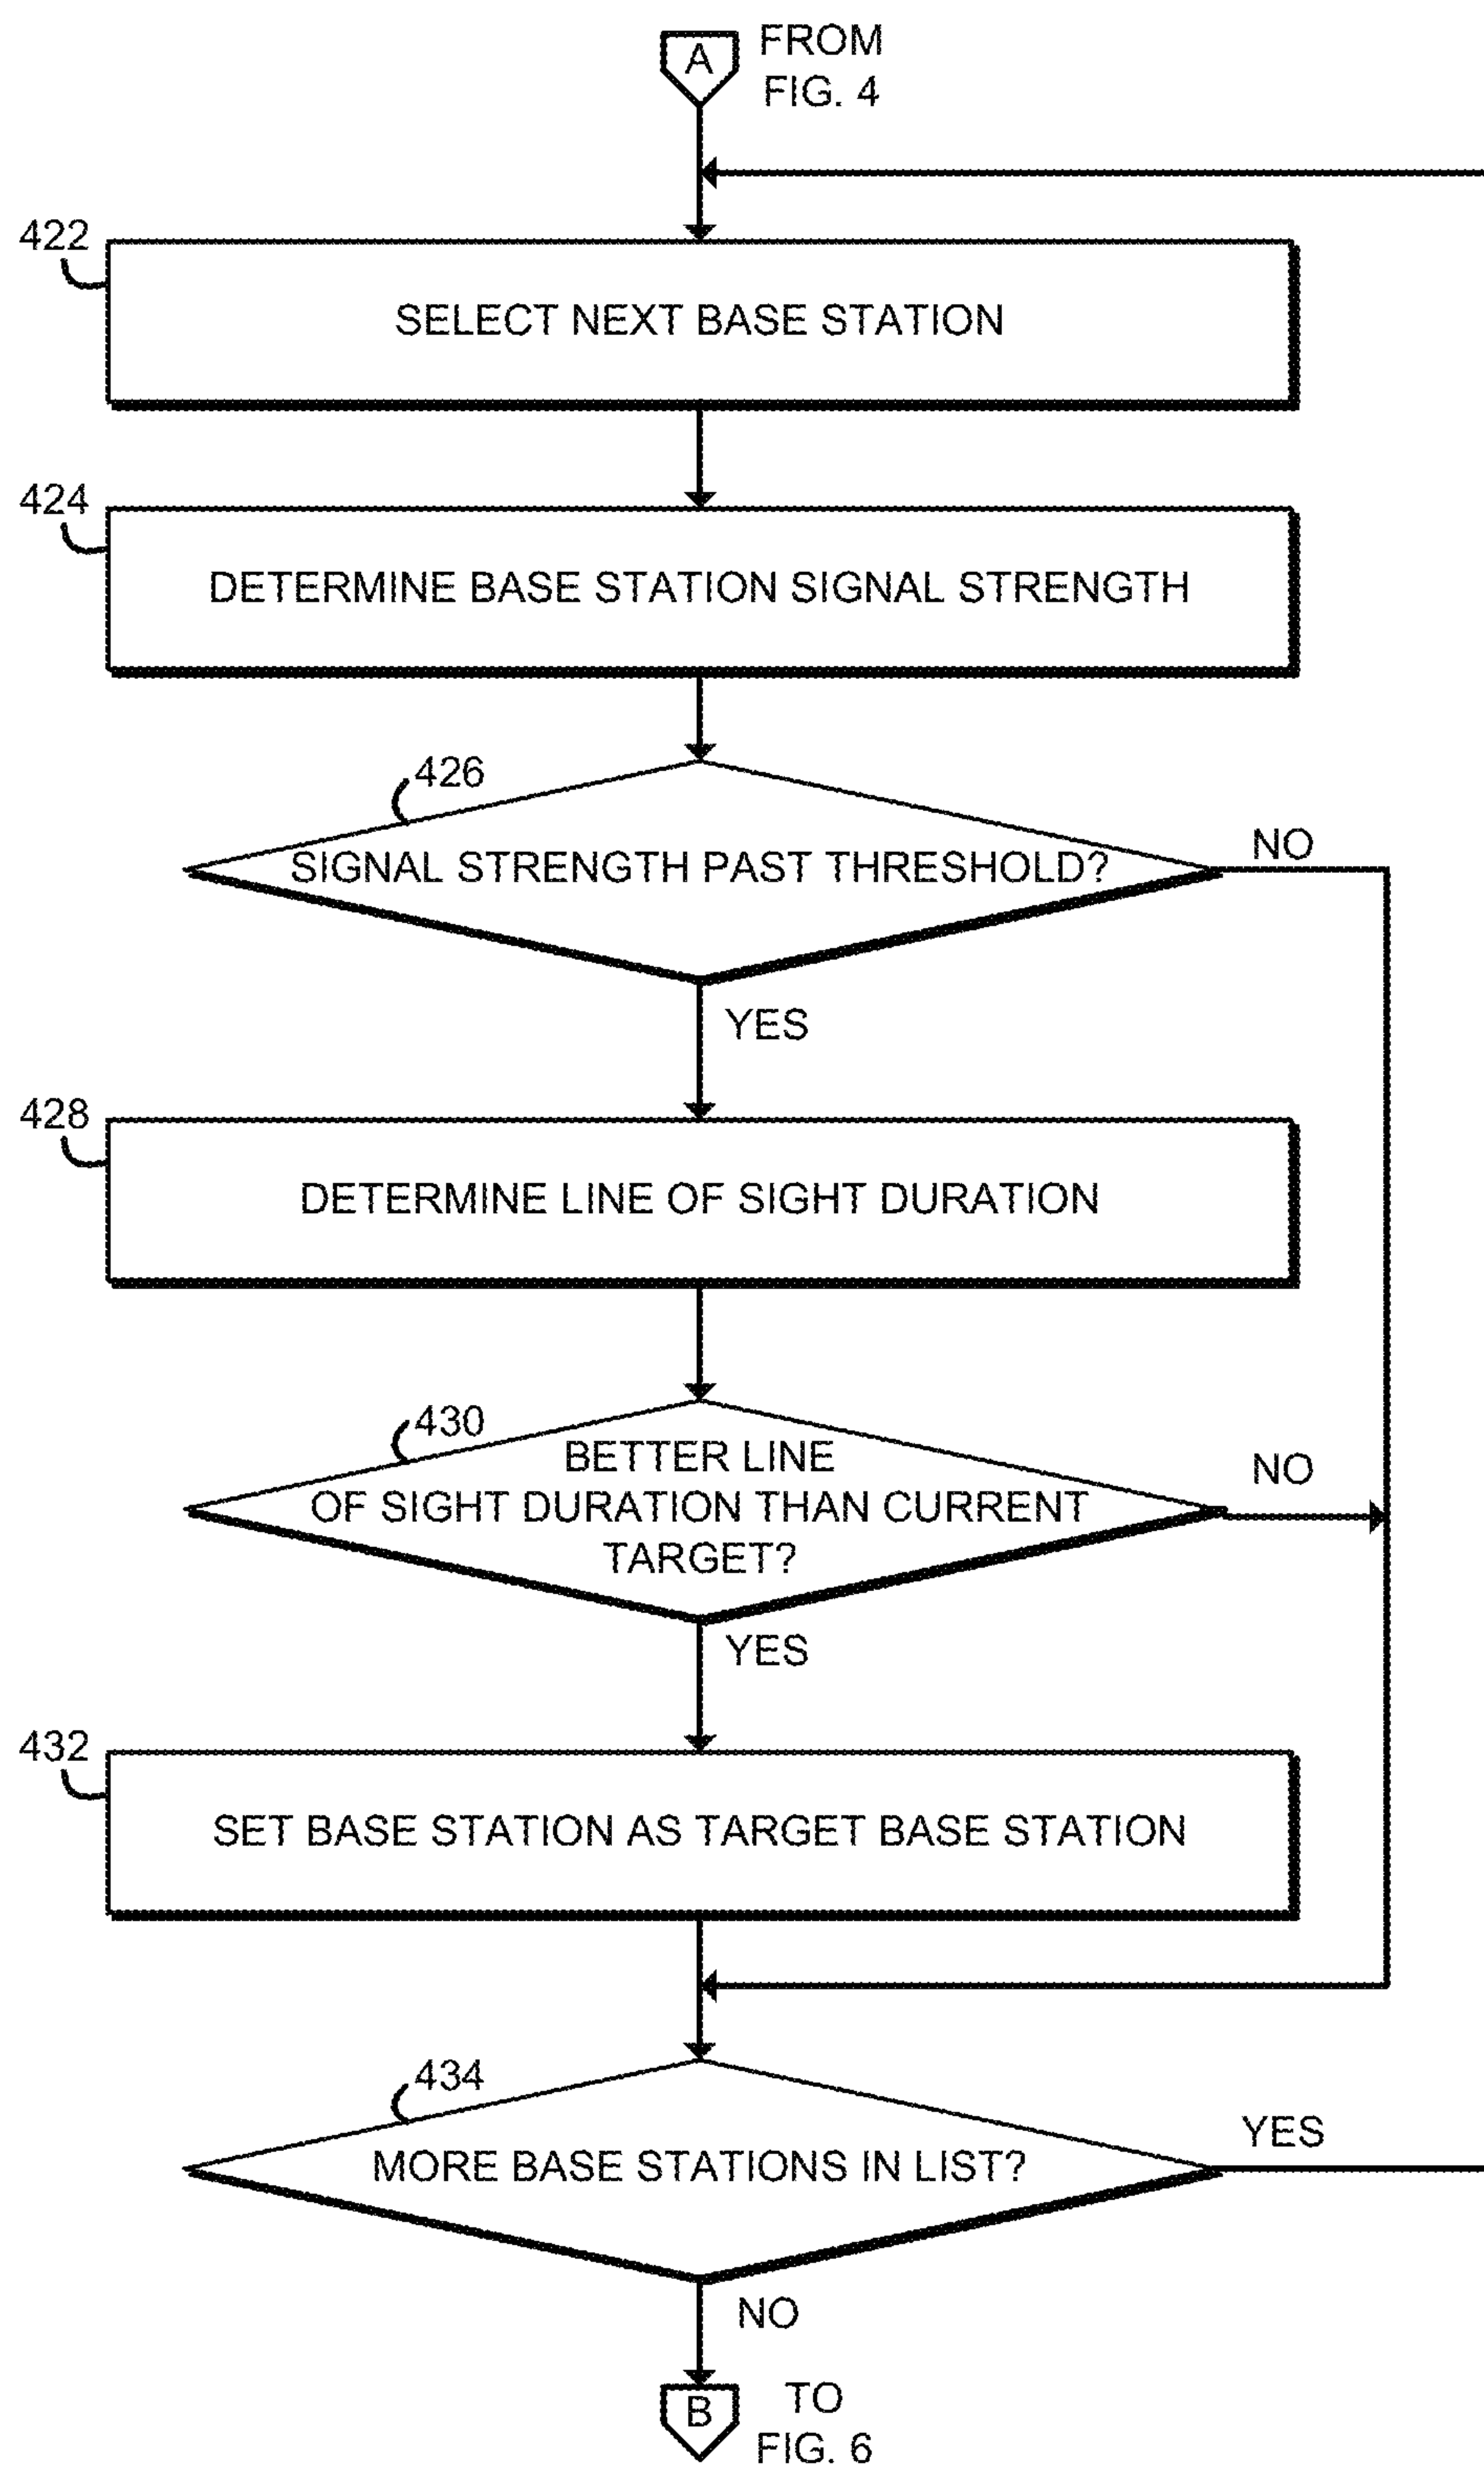 A
FROM
FIG. 4
422
SELECT NEXT BASE STATION
424
DETERMINE BASE STATION SIGNAL STRENGTH
426
SIGNAL STRENGTH PAST THRESHOLD?
NO
YES
428
DETERMINE LINE OF SIGHT DURATION
430
BETTER LINE
OF SIGHT DURATION THAN CURRENT
TARGET?
NO
YES
432
SET BASE STATION AS TARGET BASE STATION
434
MORE BASE STATIONS IN LIST?
YES
NO
B
TO
FIG. 6